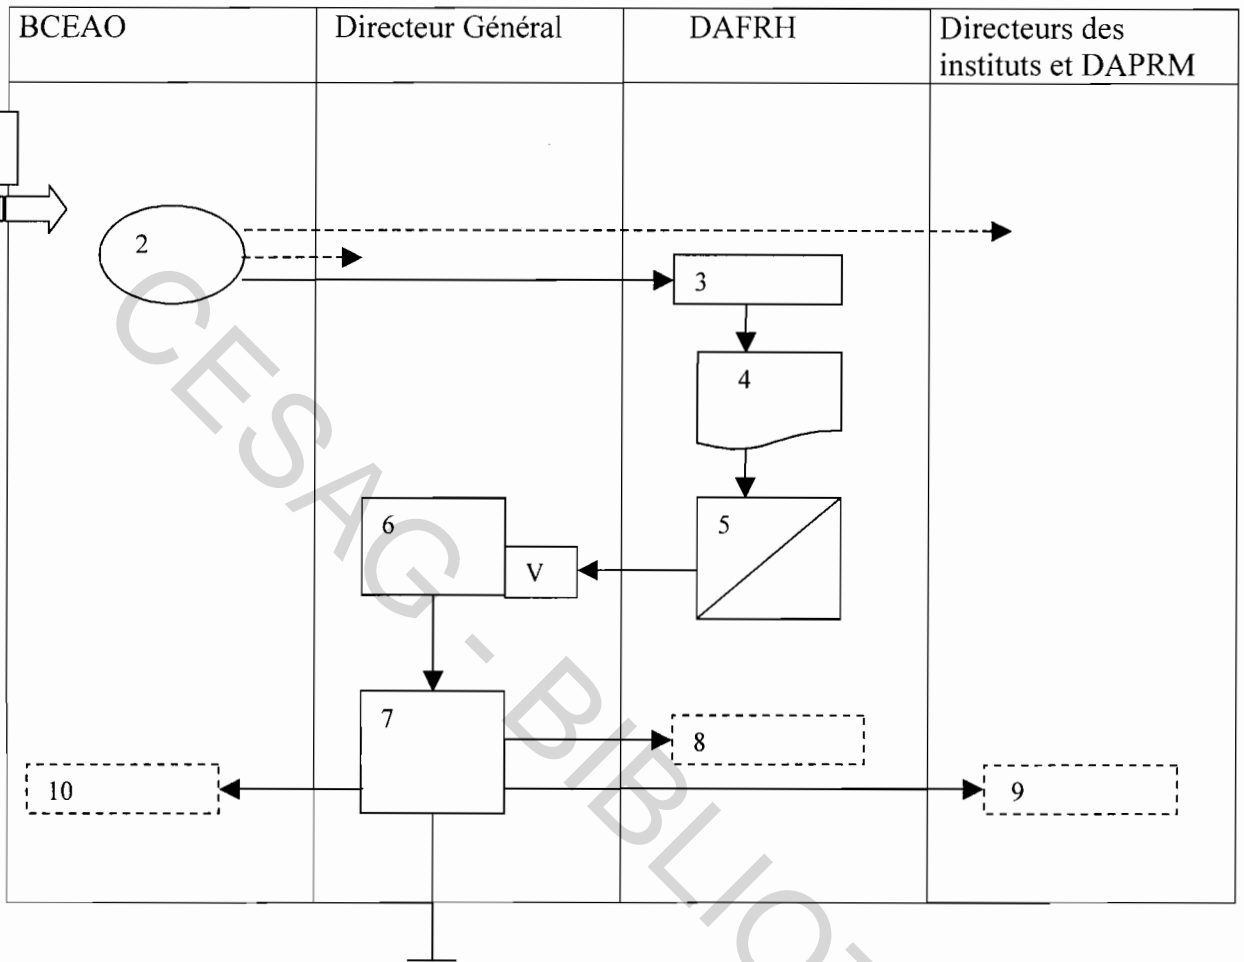 BCEAO
Directeur Général
DAFRH
Directeurs des
instituts et DAPRM
2
3
4
5
6
V
7
8
9
10
CESAG - BIBLIOT